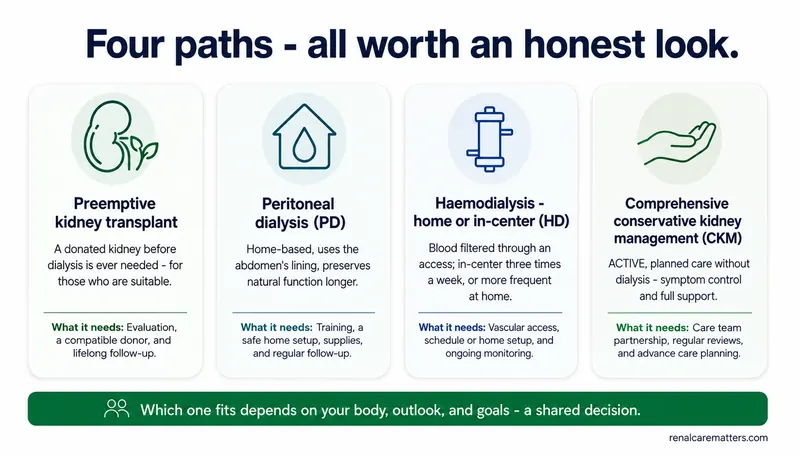 Four paths - all worth an honest look.
Preemptive
kidney transplant
A donated kidney before
dialysis is ever needed - for
those who are suitable.
What it needs: Evaluation,
a compatible donor, and
lifelong follow-up.
Peritoneal
dialysis (PD)
Home-based, uses the
abdomen's lining, preserves
natural function longer.
What it needs: Training, a
safe home setup, supplies,
and regular follow-up.
Haemodialysis -
home or in-center (HD)
Blood filtered through an
access; in-center three times
a week, or more frequent
at home.
What it needs: Vascular access,
schedule or home setup, and
ongoing monitoring.
Comprehensive
conservative kidney
management (CKM)
ACTIVE, planned care without
dialysis - symptom control
and full support.
What it needs: Care team
partnership, regular reviews,
and advance care planning.
Which one fits depends on your body, outlook, and goals - a shared decision.
renalcarematters.com